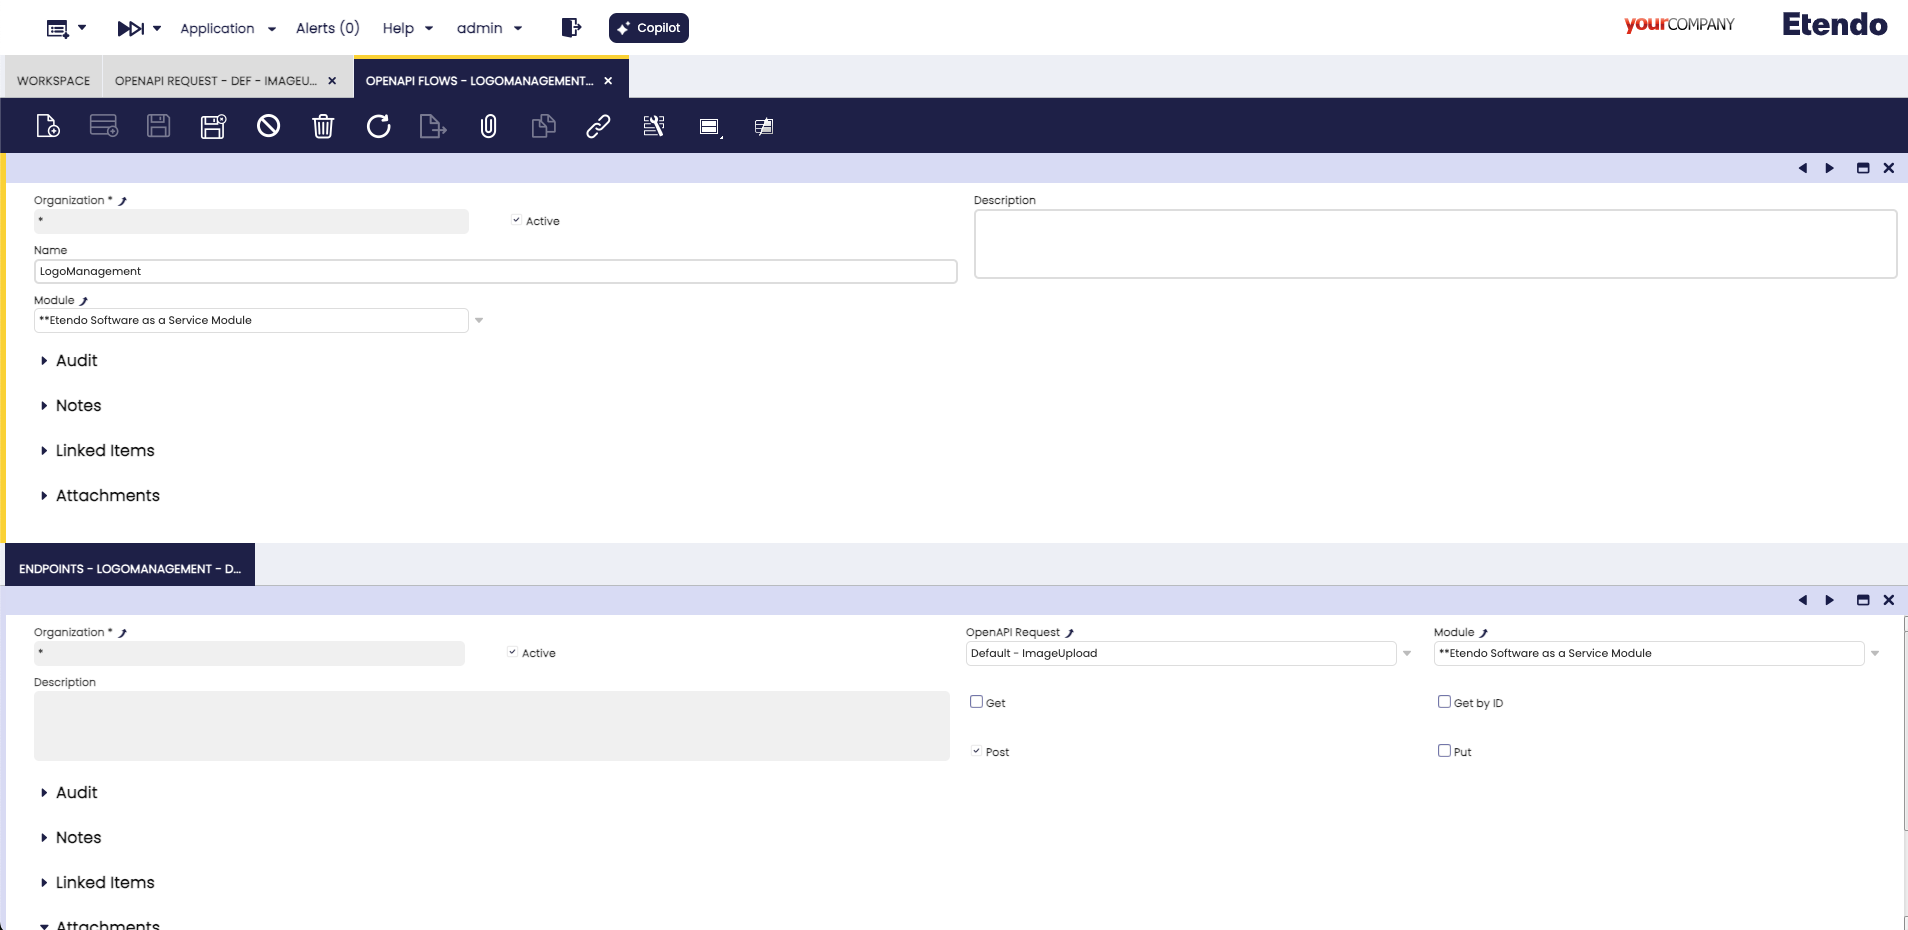 Application
Alerts (0)
Help
admin
Copilot
yourCOMPANY
Etendo
WORKSPACE
OPENAPI REQUEST - DEF - IMAGEU...
OPENAPI FLOWS - LOGOMANAGEMENT...
Organization *
*
Active
Description
Name
LogoManagement
Module
**Etendo Software as a Service Module
Audit
Notes
Linked Items
Attachments
ENDPOINTS - LOGOMANAGEMENT - D...
Organization *
*
Active
OpenAPI Request
Default - ImageUpload
Module
**Etendo Software as a Service Module
Description
Get
Get by ID
Post
Put
Audit
Notes
Linked Items
Attachments